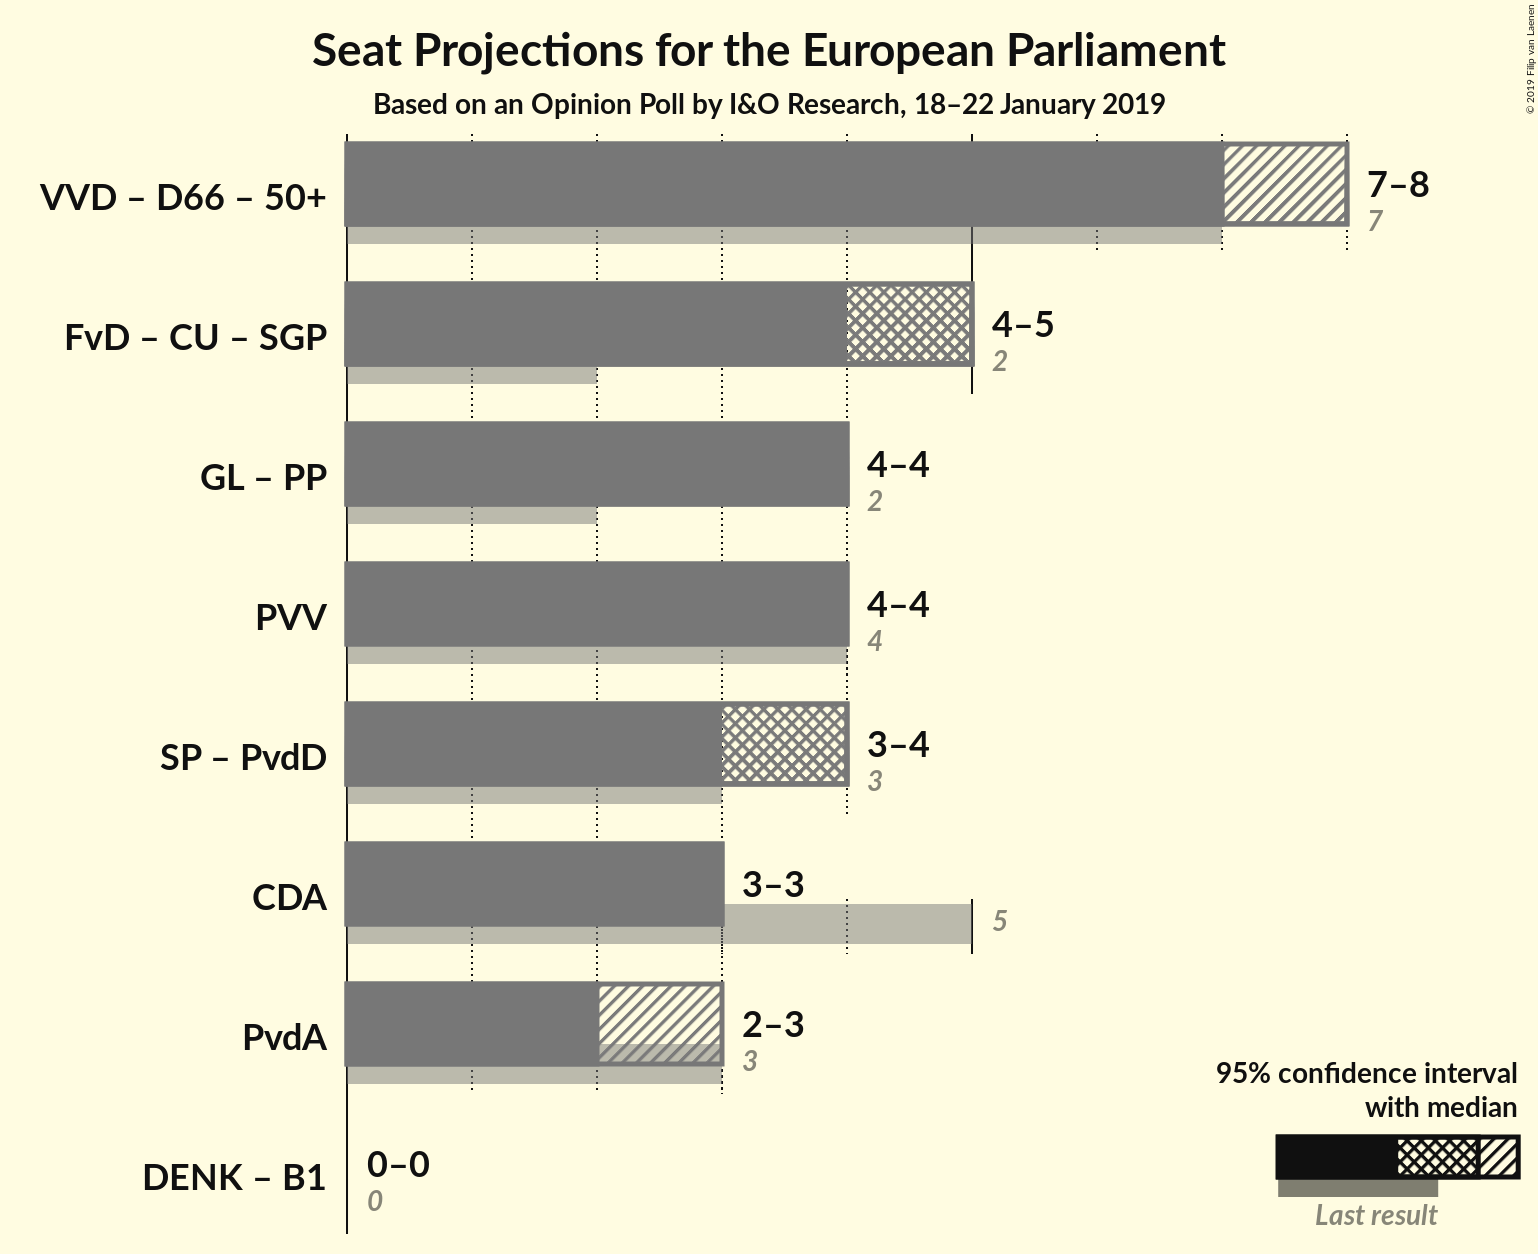 Seat Projections for the European Parliament
Based on an Opinion Poll by I&O Research, 18–22 January 2019
© 2019 Filip van Laenen
VVD – D66 – 50+
7–8
7
FvD – CU – SGP
4–5
2
GL – PP
4–4
2
PVV
4–4
4
SP – PvdD
3–4
3
CDA
3–3
5
PvdA
2–3
3
DENK – B1
0–0
0
95% confidence interval
with median
Last result